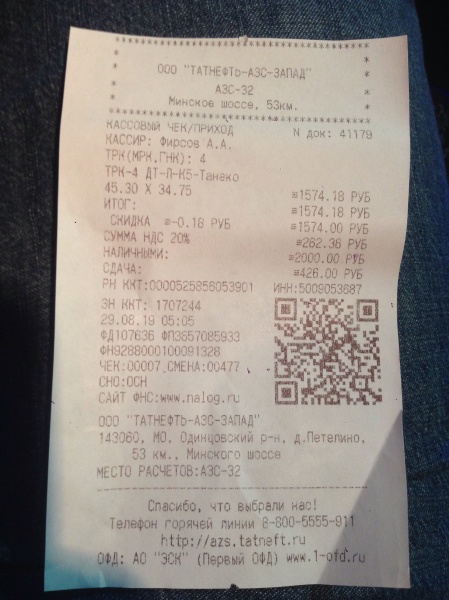 ООО "ТАТНЕФТЬ-АЗС-ЗАПАД"
АЗС-32
Минское шоссе, 53км.
КАССОВЫЙ ЧЕК/ПРИХОД N док: 41179
КАССИР: Фирсов А.А.
ТРК(МРК,ГНК): 4
ТРК-4 ДТ-Л-К5-Танеко
45.30 X 34.75 ≡1574.18 РУБ
ИТОГ: ≡1574.18 РУБ
СКИДКА ≡-0.18 РУБ ≡1574.00 РУБ
СУММА НДС 20% ≡262.36 РУБ
НАЛИЧНЫМИ: ≡2000.00 РУБ
СДАЧА: ≡426.00 РУБ
РН ККТ:0000525856053901 ИНН:5009053687
ЗН ККТ: 1707244
29.06.19 05:05
ФД107636 ФП3657085933
ФН9288000100091328
ЧЕК:00007 СМЕНА:00477
СНО:ОСН
САЙТ ФНС:www.nalog.ru
ООО "ТАТНЕФТЬ-АЗС-ЗАПАД"
143060, МО, Одинцовский р-н, д.Петелино,
53 км., Минского шоссе
МЕСТО РАСЧЕТОВ:АЗС-32
Спасибо, что выбрали нас!
Телефон горячей линии 8-800-5555-911
http://azs.tatneft.ru
ОФД: АО "ЭСК" (Первый ОФД) www.1-ofd.ru